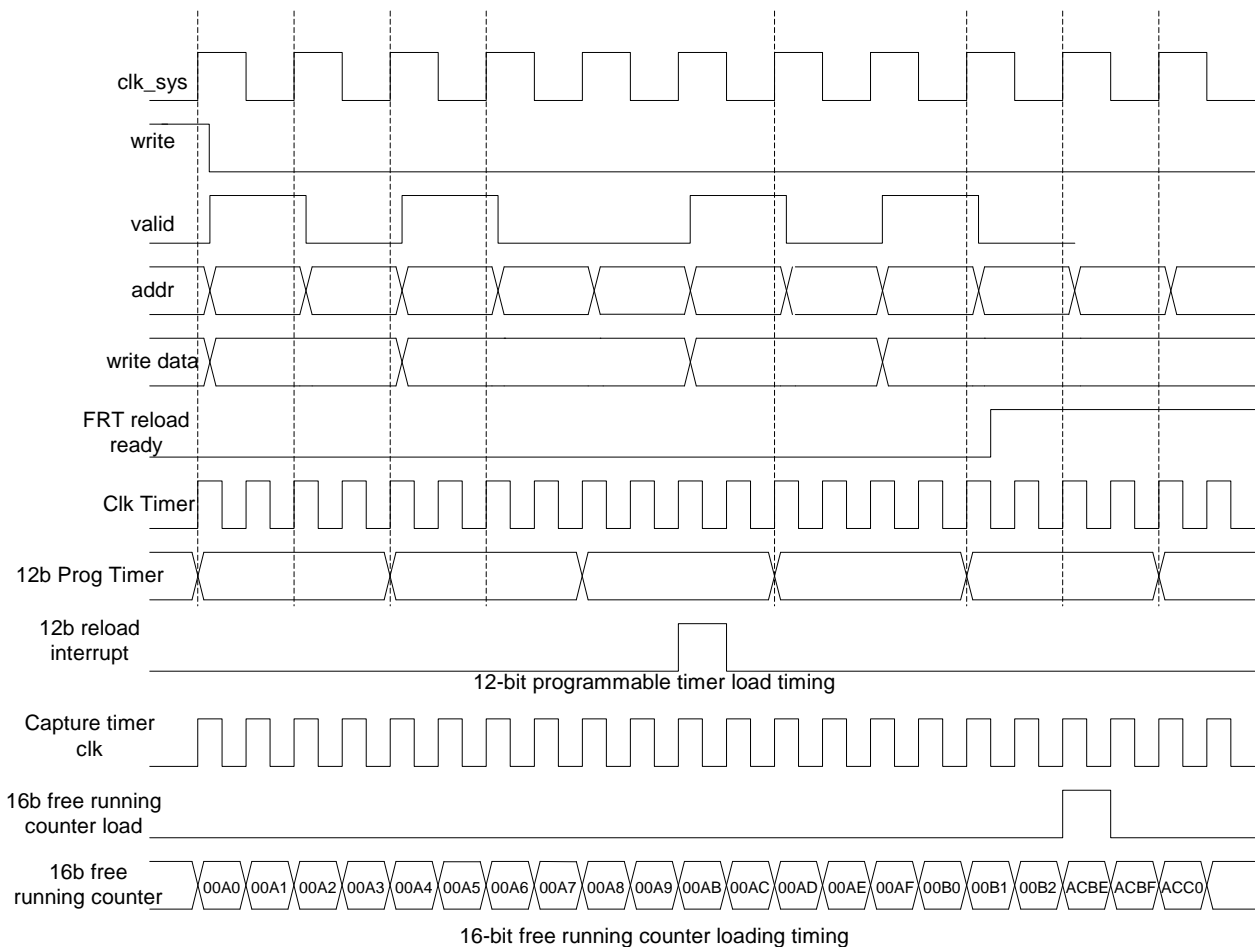 clk_sys
write
valid
addr
write data
FRT reload
ready
Clk Timer
12b Prog Timer
12b reload
interrupt
12-bit programmable timer load timing
Capture timer
clk
16b free running
counter load
16b free
running counter
00A0 00A1 00A2 00A3 00A4 00A5 00A6 00A7 00A8 00A9 00AB 00AC 00AD 00AE 00AF 00B0 00B1 00B2 ACBE ACBF ACC0
16-bit free running counter loading timing